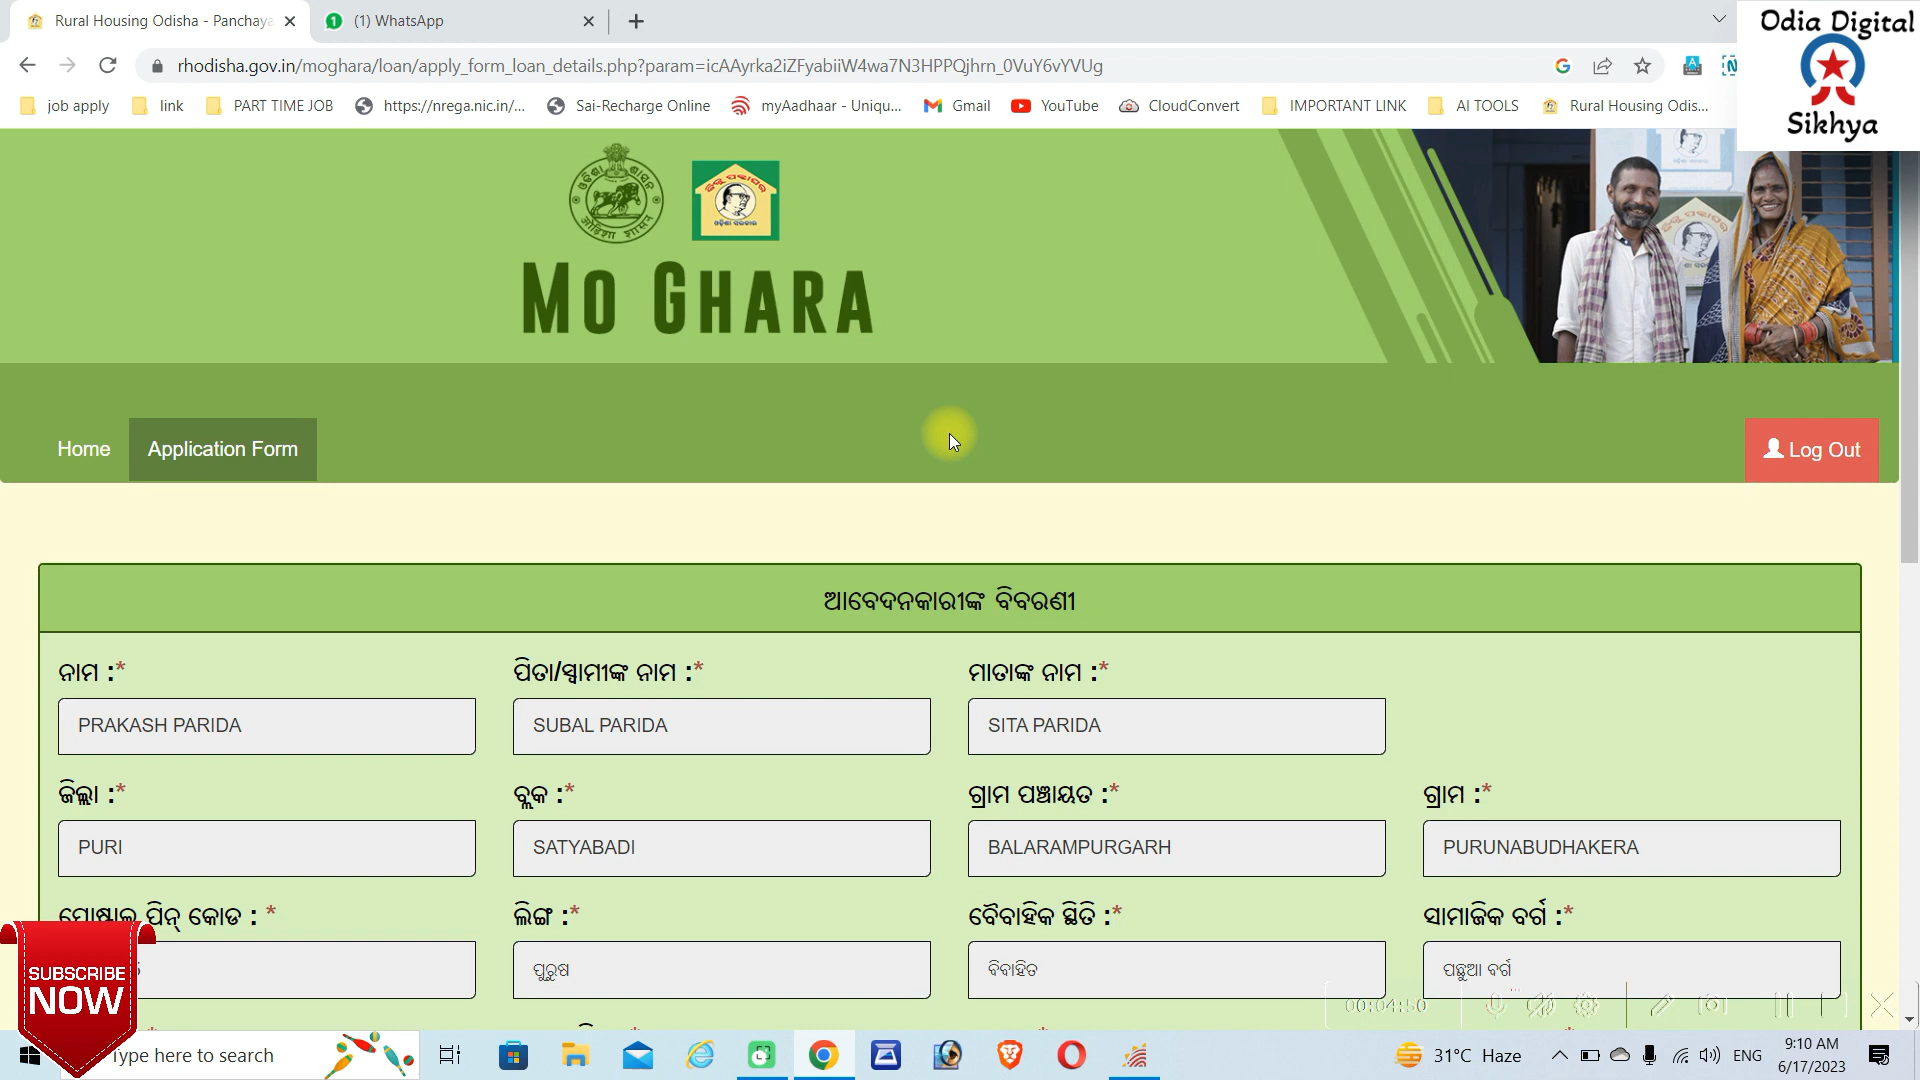 Rural Housing Odisha - Panchaya
(1) WhatsApp
Odia Digital
Sikhya
rhodisha.gov.in/moghara/loan/apply_form_loan_details.php?param=icAAyrka2iZFyabiiW4wa7N3HPPQjhrn_0VuY6vYVUg
job apply link PART TIME JOB https://nrega.nic.in/... Sai-Recharge Online myAadhaar - Uniqu... Gmail YouTube CloudConvert IMPORTANT LINK AI TOOLS Rural Housing Odis...
MO GHARA
Home Application Form Log Out
ଆବେଦନକାରୀଙ୍କ ବିବରଣୀ
ନାମ :* ପିତା/ସ୍ୱାମୀଙ୍କ ନାମ :* ମାତାଙ୍କ ନାମ :*
PRAKASH PARIDA SUBAL PARIDA SITA PARIDA
ଜିଲ୍ଲା :* ବ୍ଲକ :* ଗ୍ରାମ ପଞ୍ଚାୟତ :* ଗ୍ରାମ :*
PURI SATYABADI BALARAMPURGARH PURUNABUDHAKERA
ପିନ୍ କୋଡ : * ଲିଙ୍ଗ :* ବୈବାହିକ ସ୍ଥିତି :* ସାମାଜିକ ବର୍ଗ :*
ପୁରୁଷ ବିବାହିତ ପଛୁଆ ବର୍ଗ
SUBSCRIBE
NOW
00:04:50
Type here to search
31°C Haze
ENG
9:10 AM
6/17/2023